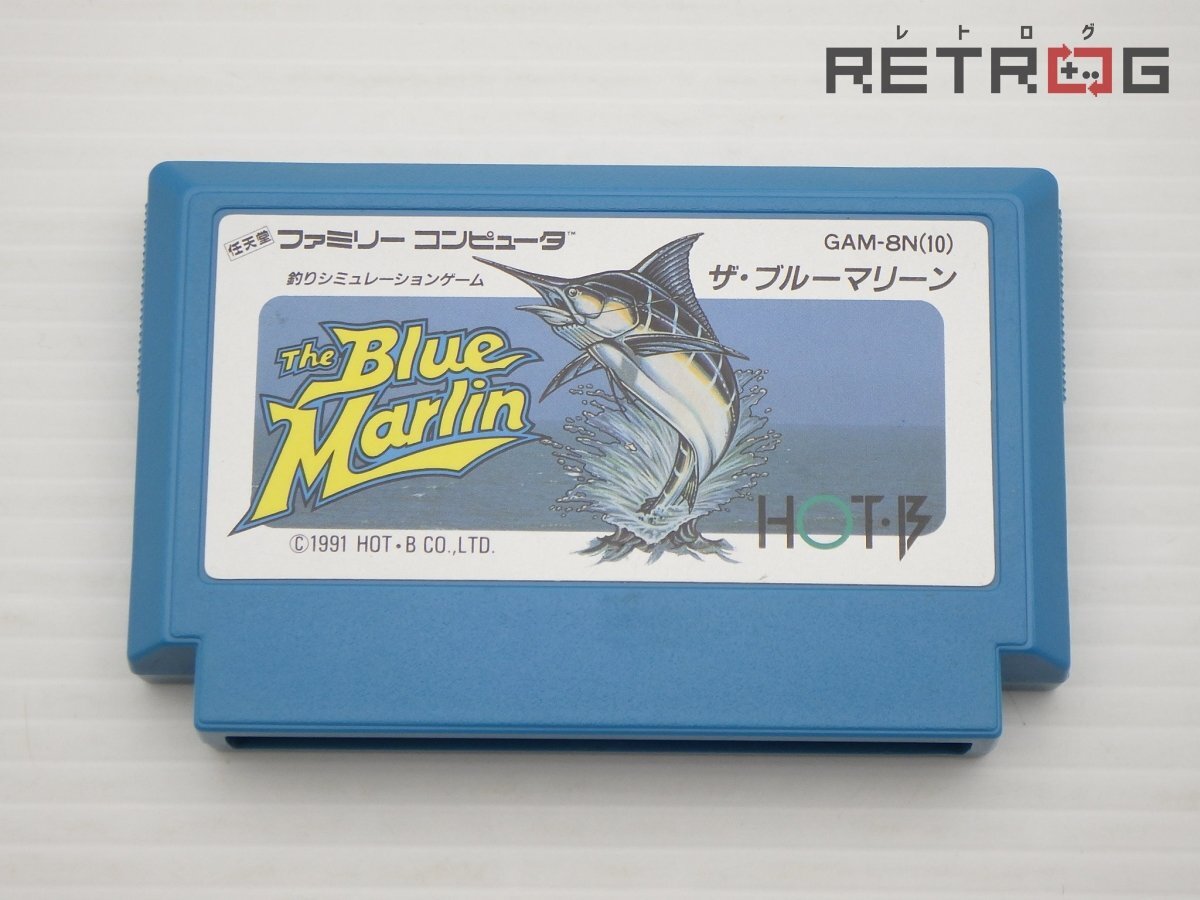 レトログ
RETROG
任天堂 ファミリー コンピュータ™
GAM-8N(10)
釣りシミュレーションゲーム
ザ・ブルーマリーン
The Blue
Marlin
HOT・B
©1991 HOT・B CO.,LTD.